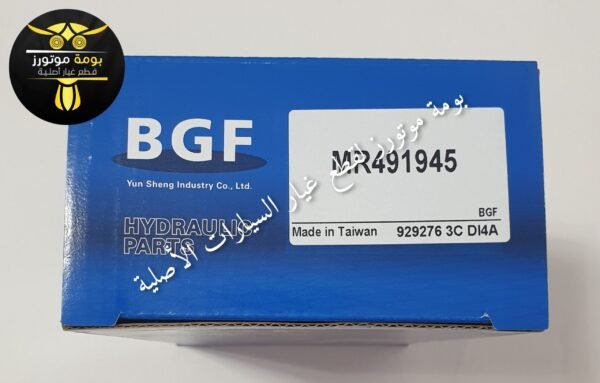 بومة موتورز
قطع غيار أصلية
BGF
Yun Sheng Industry Co., Ltd.
HYDRAULIC
PARTS
MR491945
BGF
Made in Taiwan 929276 3C DI4A
بومة موتورز لقطع غيار السيارات الأصلية